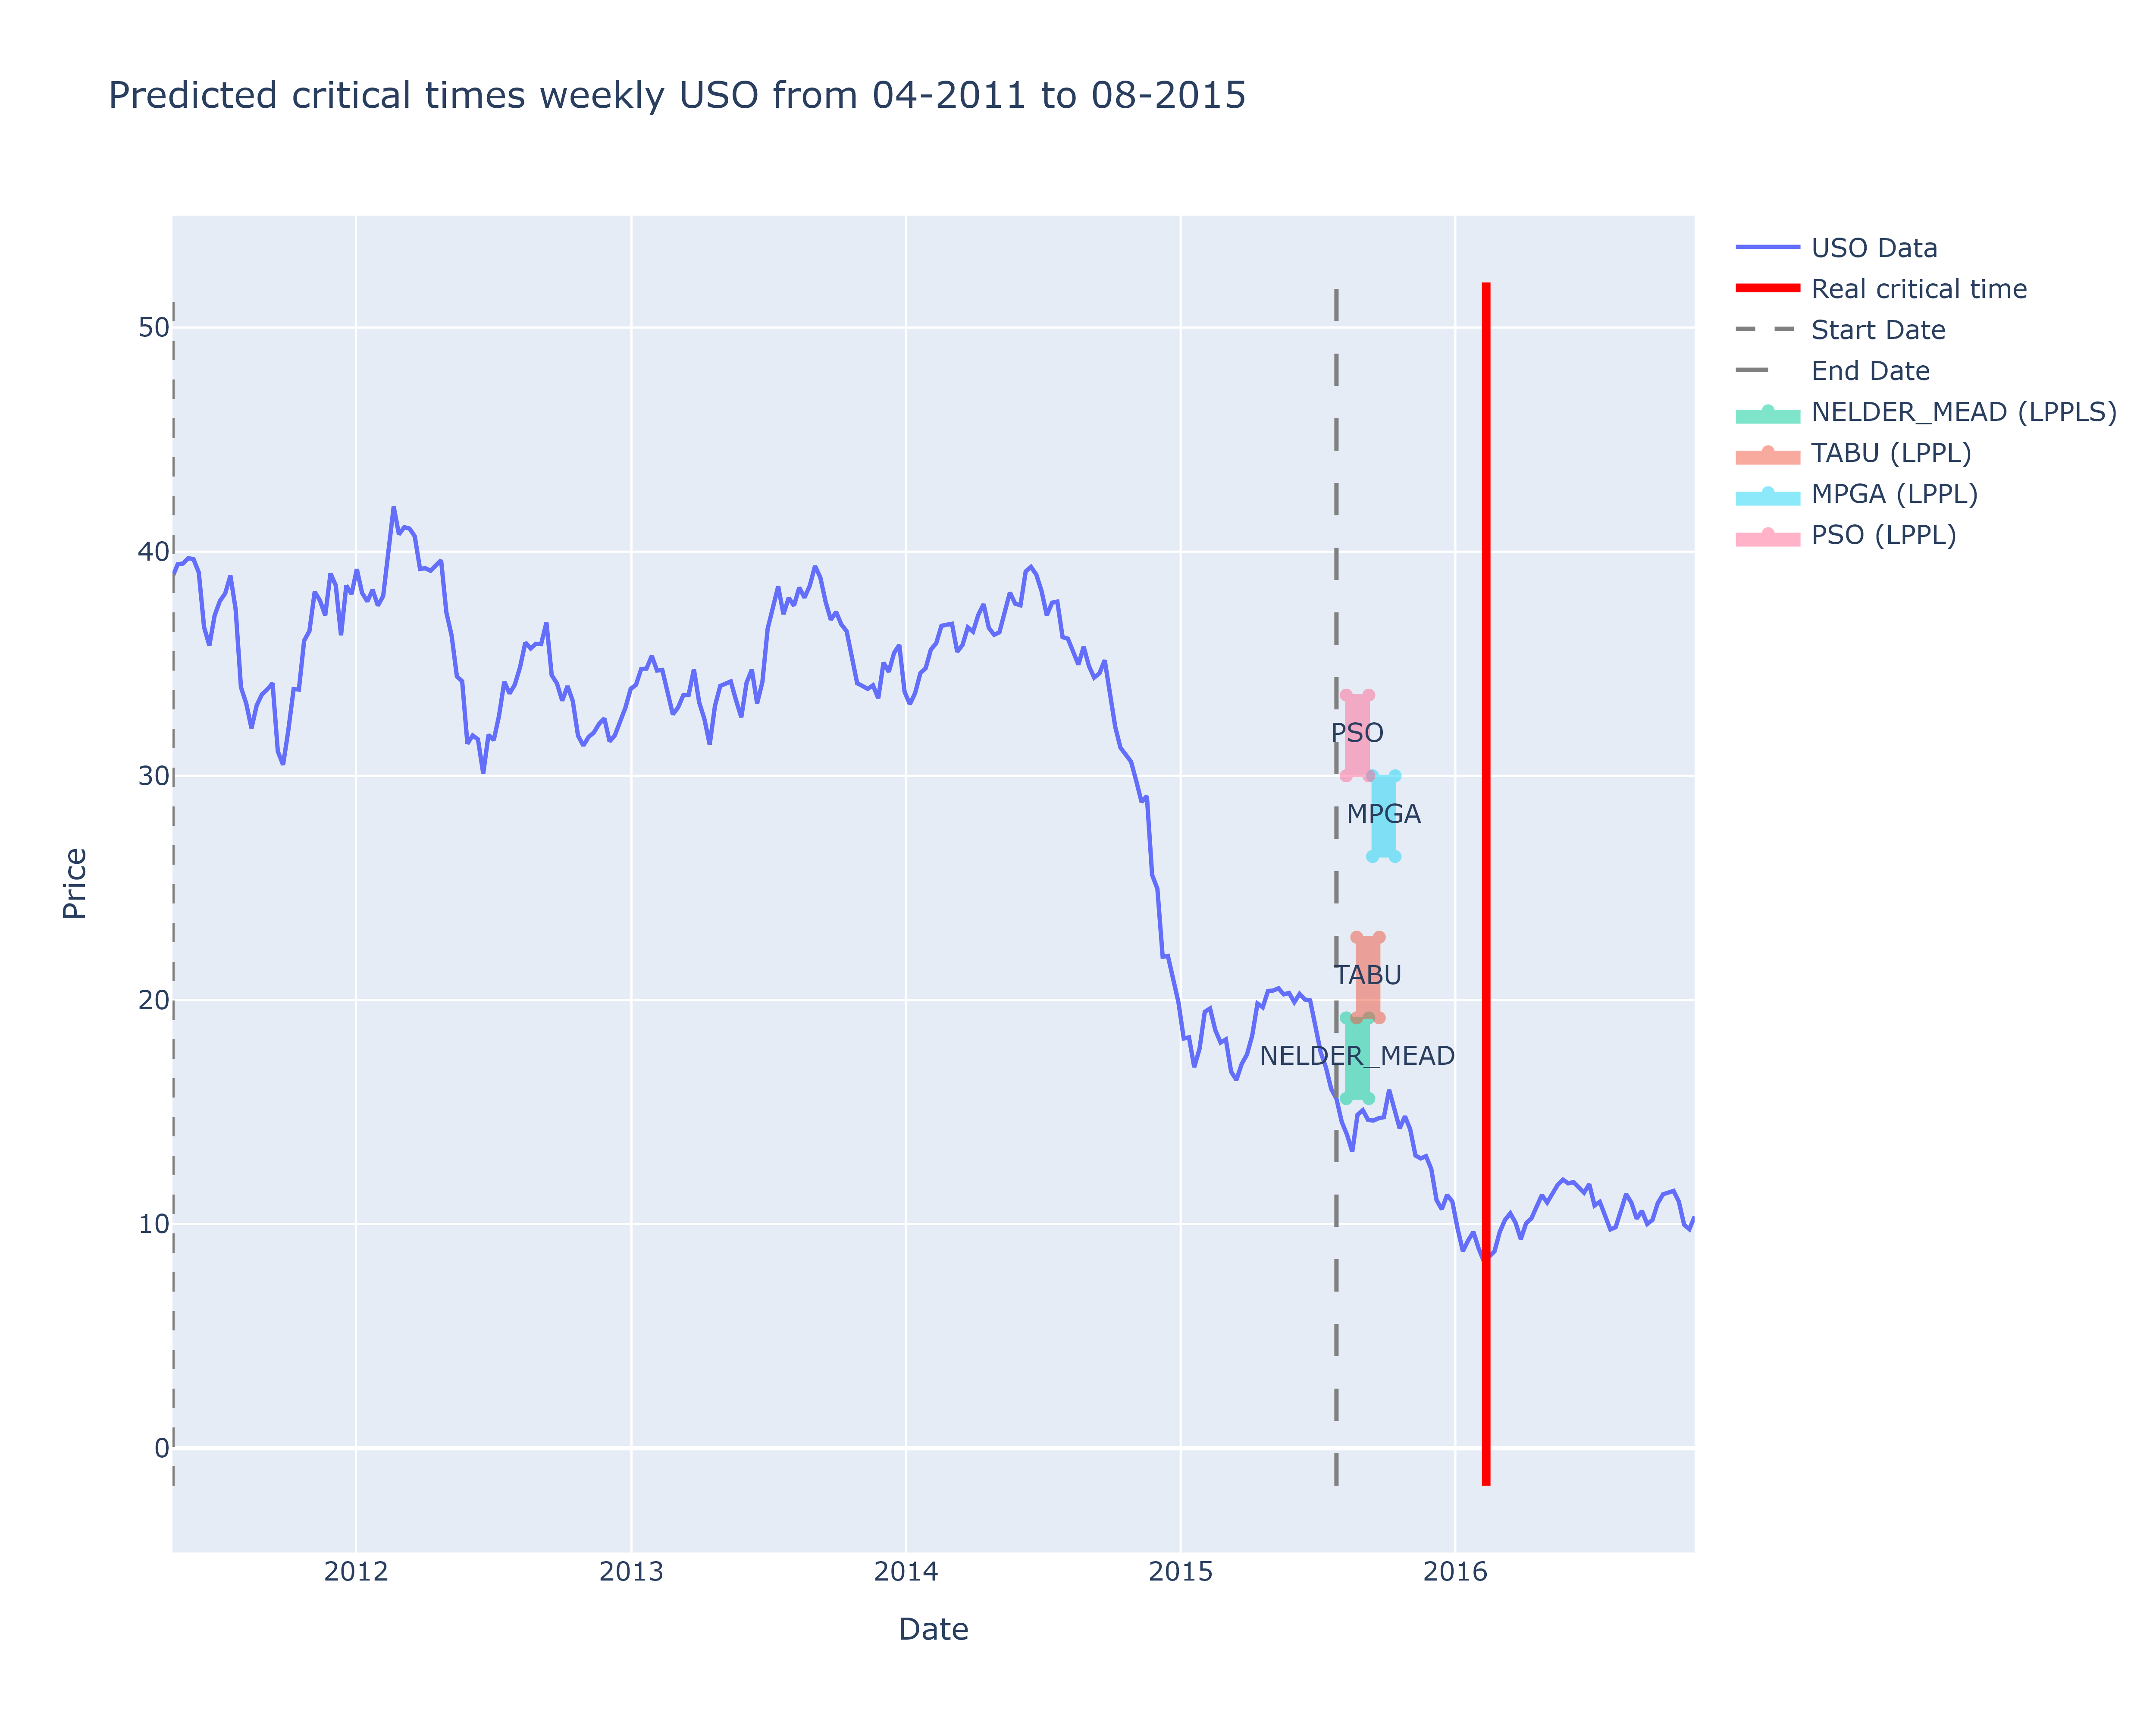 Predicted critical times weekly USO from 04-2011 to 08-2015
USO Data
Real critical time
Start Date
End Date
NELDER_MEAD (LPPLS)
TABU (LPPL)
MPGA (LPPL)
PSO (LPPL)
50
40
30
20
10
0
Price
PSO
MPGA
TABU
NELDER_MEAD
2012
2013
2014
2015
2016
Date